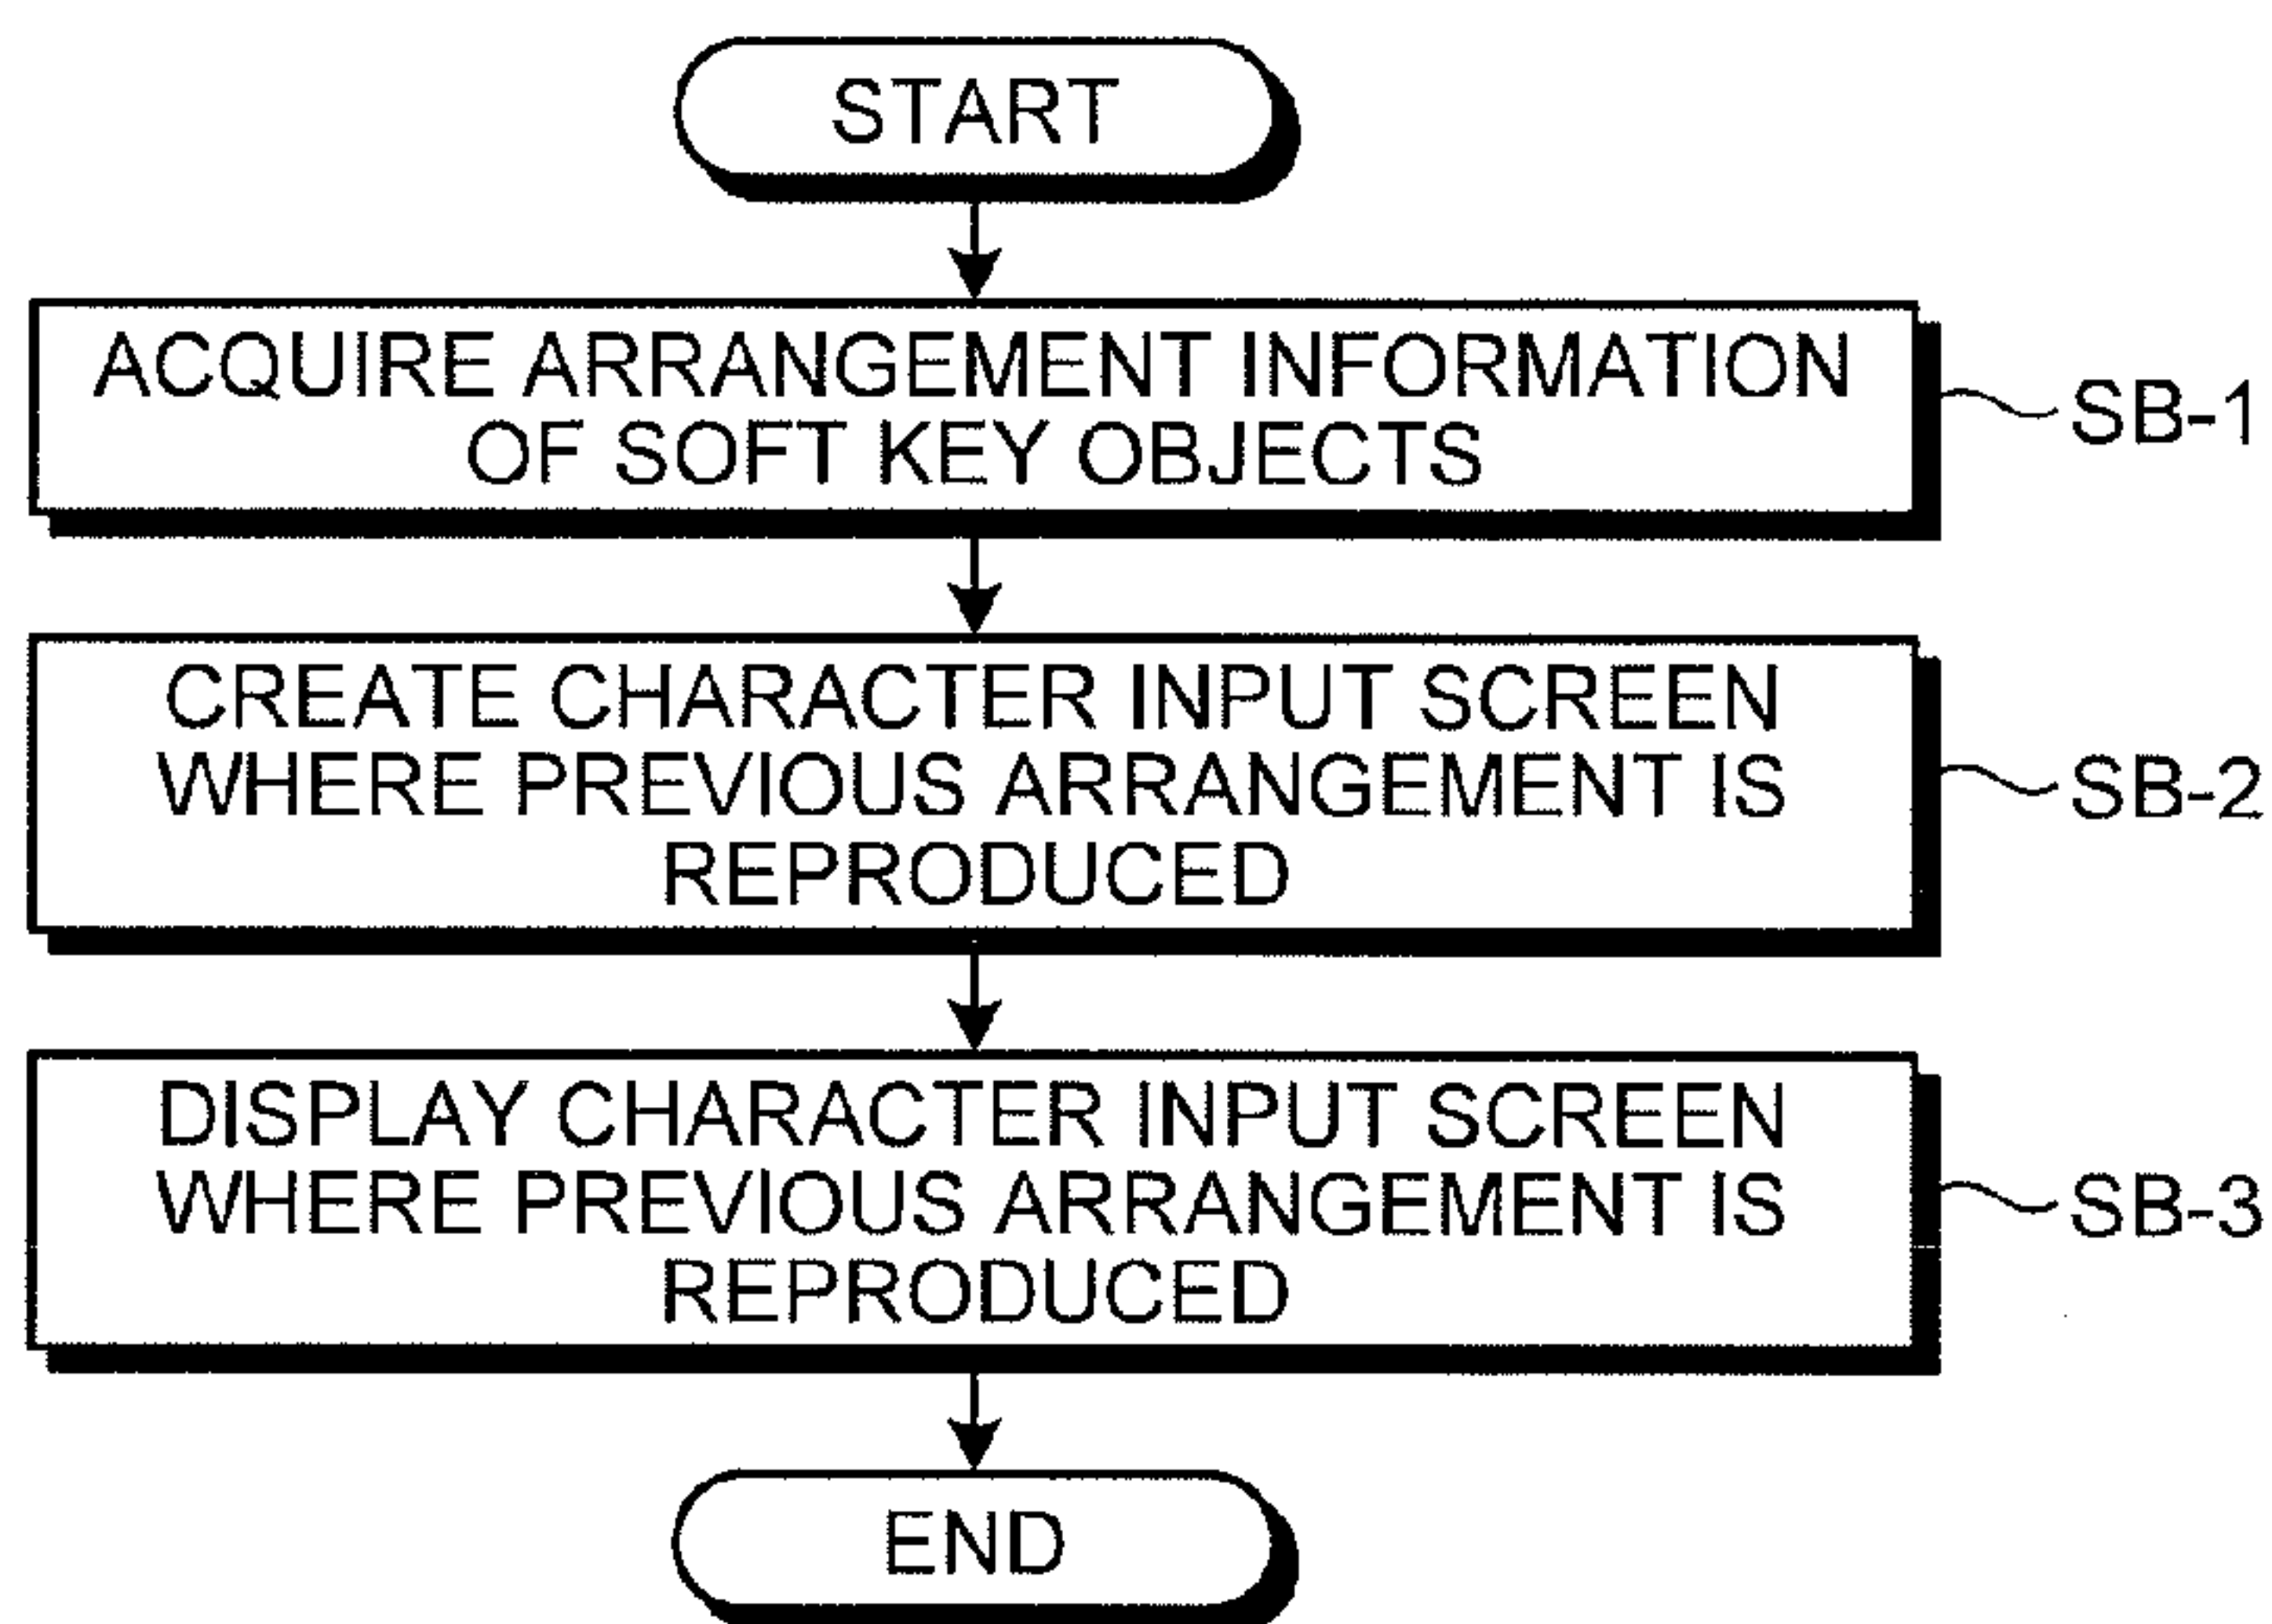 START
ACQUIRE ARRANGEMENT INFORMATION
OF SOFT KEY OBJECTS
SB-1
CREATE CHARACTER INPUT SCREEN
WHERE PREVIOUS ARRANGEMENT IS
REPRODUCED
SB-2
DISPLAY CHARACTER INPUT SCREEN
WHERE PREVIOUS ARRANGEMENT IS
REPRODUCED
SB-3
END